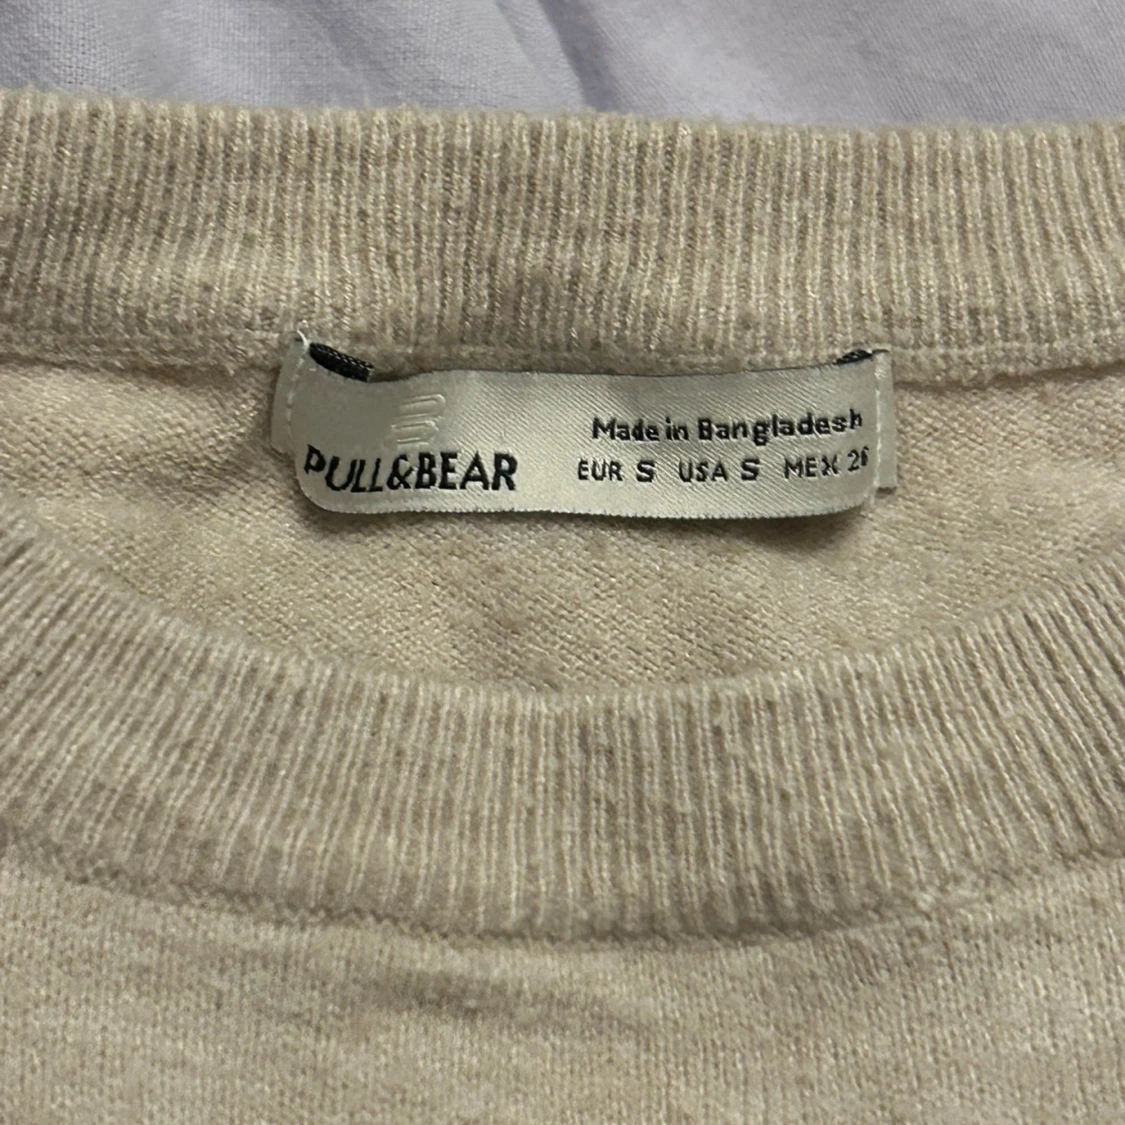 PULL&BEAR
Made in Bangladesh
EUR S USA S MEX 26